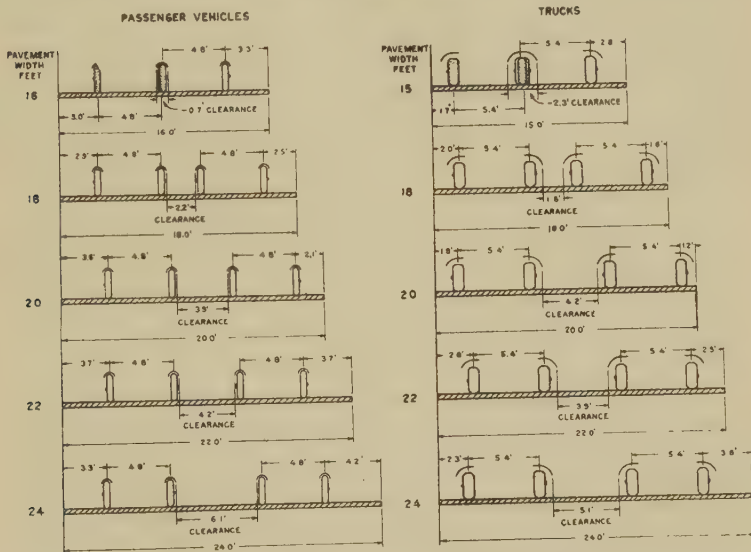 PASSENGER VEHICLES
PAVEMENT
WIDTH
FEET
4.8' 3.3'
16
-0.7' CLEARANCE
3.0' 4.8'
16.0'
2.9' 4.8' 4.8' 2.5'
18
2.2'
CLEARANCE
18.0'
3.6' 4.8' 4.8' 2.1'
20
3.9'
CLEARANCE
20.0'
3.7' 4.8' 4.8' 3.7'
22
4.2'
CLEARANCE
22.0'
3.3' 4.8' 4.8' 4.2'
24
6.1'
CLEARANCE
24.0'
TRUCKS
PAVEMENT
WIDTH
FEET
5.4 2.8
15
-2.3' CLEARANCE
1.7' 5.4'
15.0'
2.0' 5.4' 5.4 1.8'
18
1.8'
CLEARANCE
18.0'
1.8' 5.4' 5.4' 1.2'
20
4.2'
CLEARANCE
20.0'
2.8' 5.4' 5.4' 2.5'
22
3.9'
CLEARANCE
22.0'
2.3' 5.4' 5.4' 3.8'
24
5.1'
CLEARANCE
24.0'